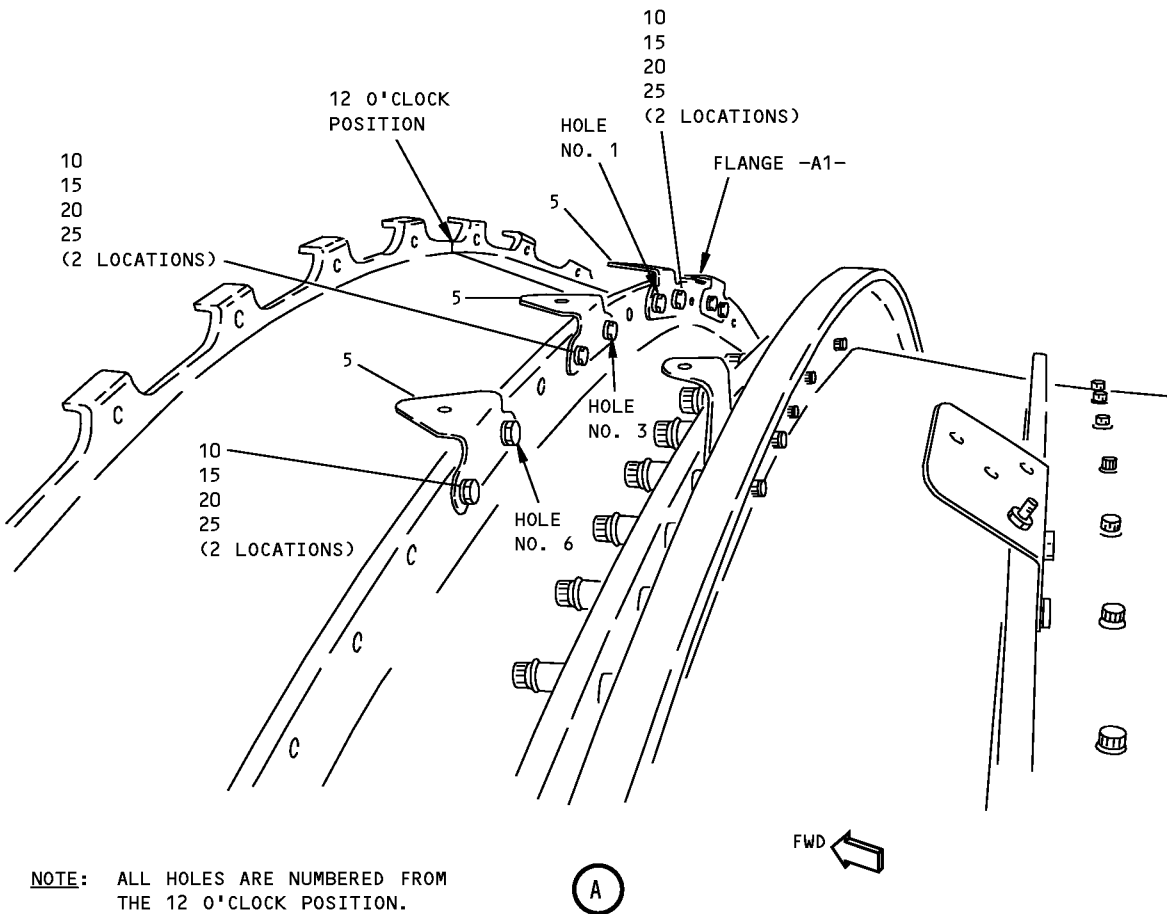 10
15
20
25
(2 LOCATIONS)
12 O'CLOCK
POSITION
HOLE
NO. 1
FLANGE -A1-
10
15
20
25
(2 LOCATIONS)
5
5
5
HOLE
NO. 3
10
15
20
25
(2 LOCATIONS)
HOLE
NO. 6
FWD
NOTE: ALL HOLES ARE NUMBERED FROM
THE 12 O'CLOCK POSITION.
A